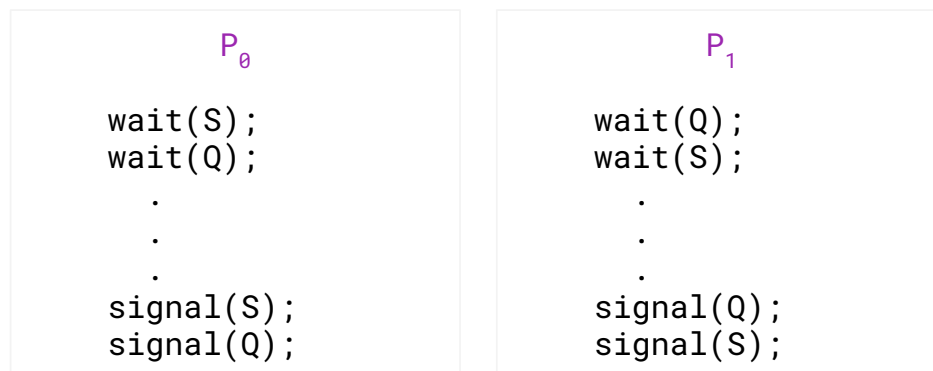 P₀
wait(S);
wait(Q);
.
.
.
signal(S);
signal(Q);
P₁
wait(Q);
wait(S);
.
.
.
signal(Q);
signal(S);